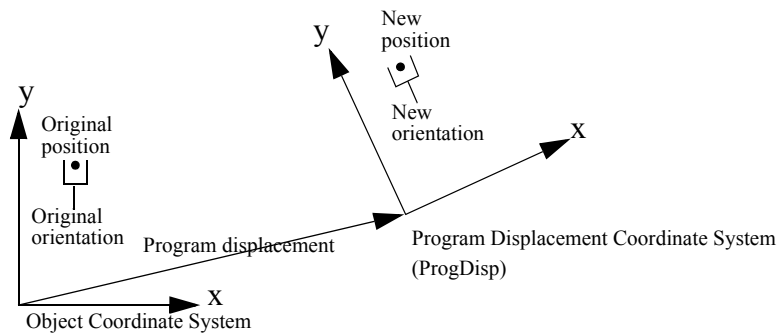 y
Original
position
Original
orientation
Program displacement
x
Object Coordinate System
y
New
position
New
orientation
x
Program Displacement Coordinate System
(ProgDisp)